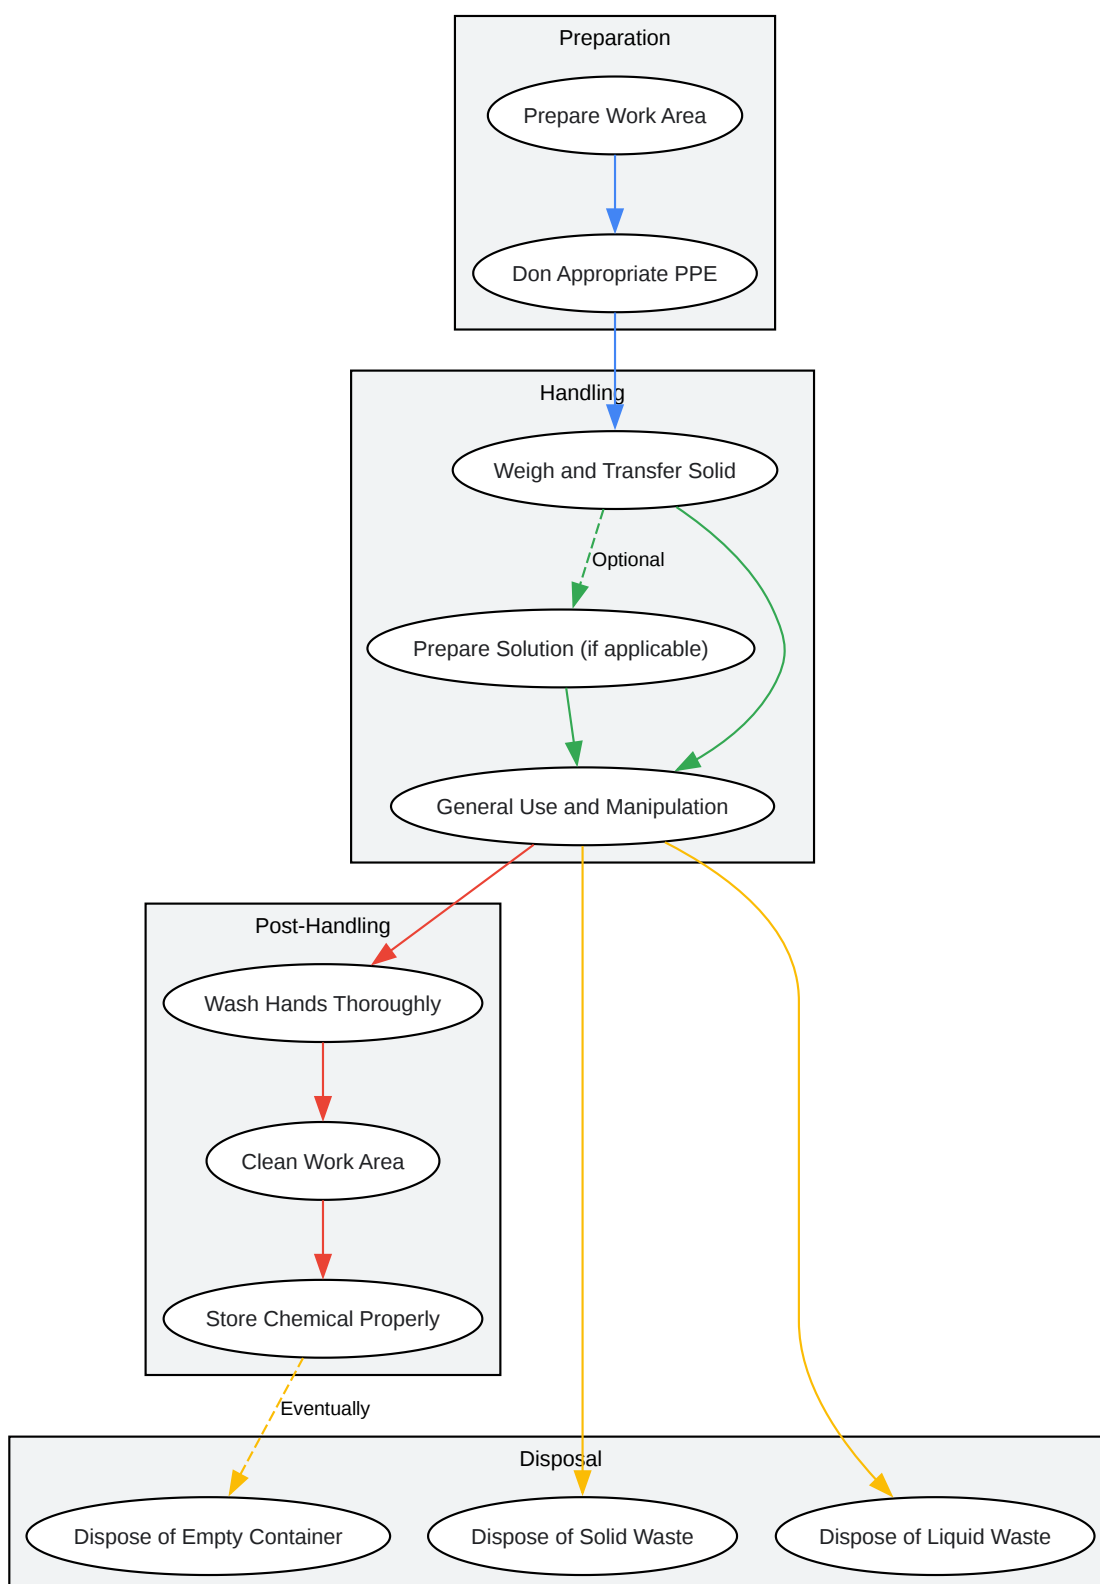 Preparation
Prepare Work Area
Don Appropriate PPE
Handling
Weigh and Transfer Solid
Optional
Prepare Solution (if applicable)
General Use and Manipulation
Post-Handling
Wash Hands Thoroughly
Clean Work Area
Store Chemical Properly
Eventually
Disposal
Dispose of Empty Container
Dispose of Solid Waste
Dispose of Liquid Waste